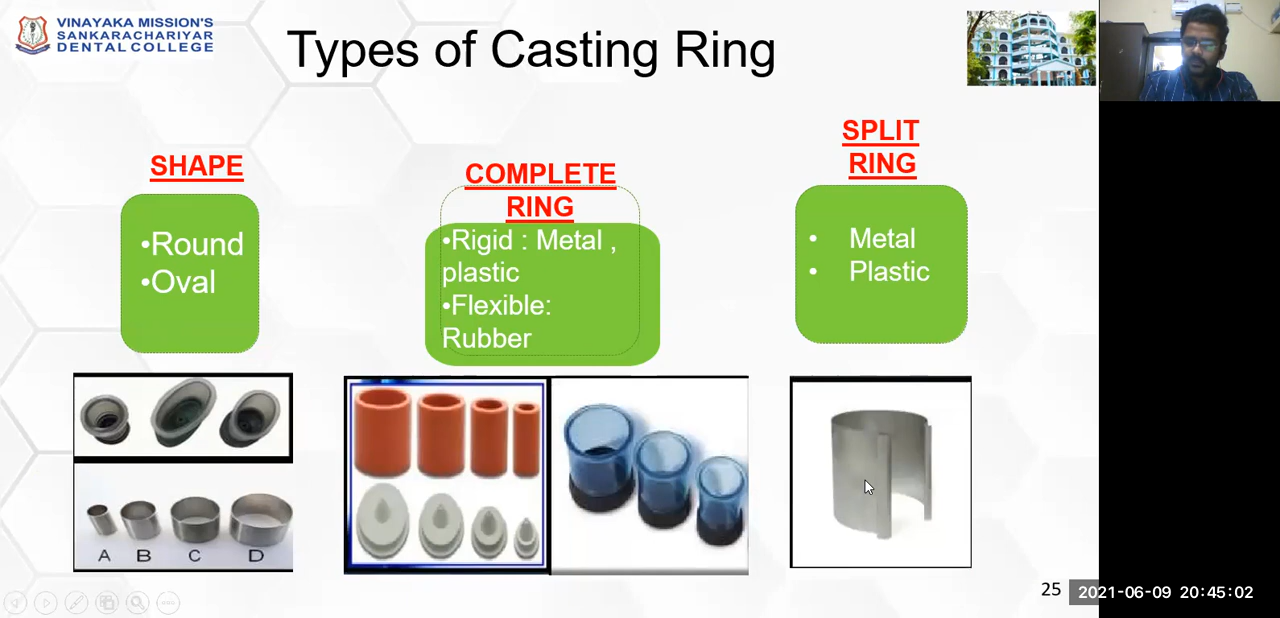 VINAYAKA MISSION'S
SANKARACHARIYAR
DENTAL COLLEGE
Types of Casting Ring
SHAPE
•Round
•Oval
COMPLETE
RING
•Rigid : Metal ,
plastic
•Flexible:
Rubber
SPLIT
RING
• Metal
• Plastic
A B C D
25
2021-06-09 20:45:02